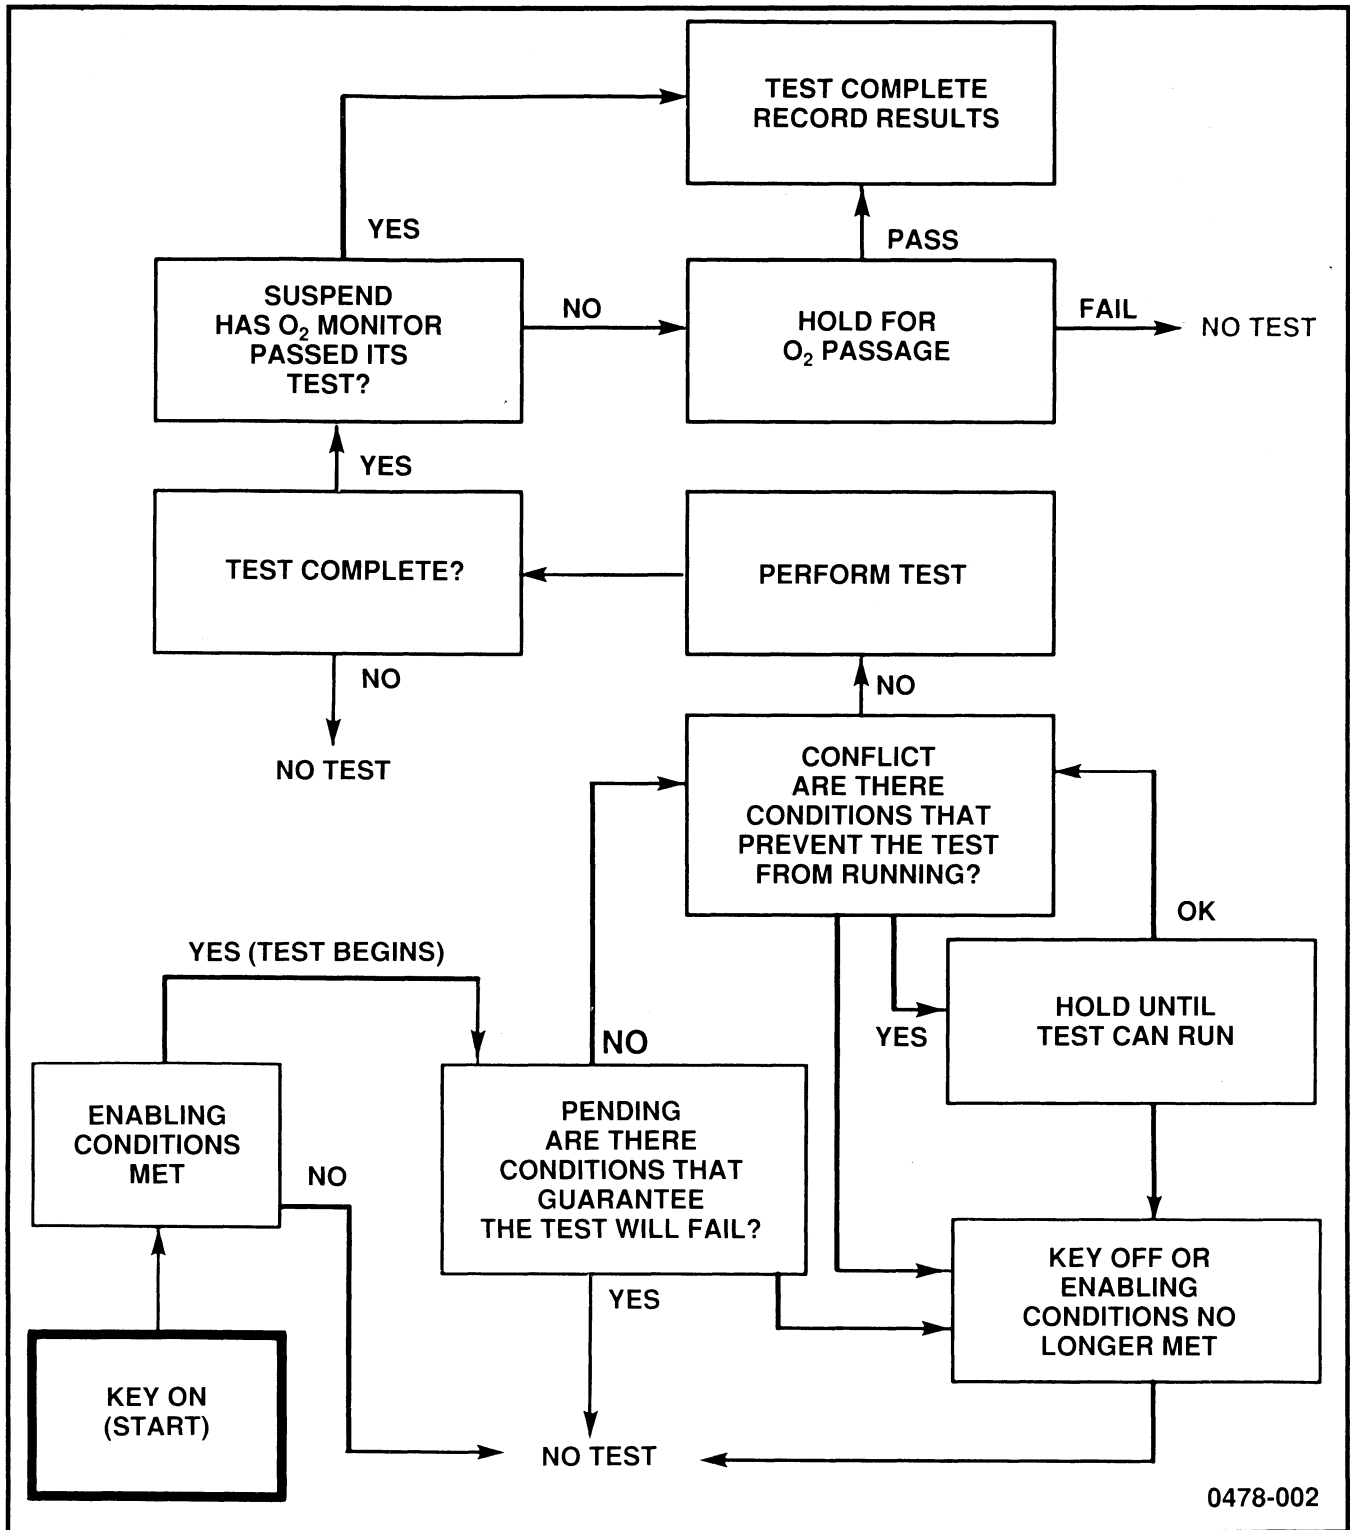 TEST COMPLETE
RECORD RESULTS
YES
PASS
SUSPEND
HAS O₂ MONITOR
PASSED ITS
TEST?
NO
HOLD FOR
O₂ PASSAGE
FAIL
NO TEST
YES
TEST COMPLETE?
PERFORM TEST
NO
NO TEST
NO
CONFLICT
ARE THERE
CONDITIONS THAT
PREVENT THE TEST
FROM RUNNING?
OK
YES (TEST BEGINS)
YES
HOLD UNTIL
TEST CAN RUN
NO
ENABLING
CONDITIONS
MET
NO
PENDING
ARE THERE
CONDITIONS THAT
GUARANTEE
THE TEST WILL FAIL?
YES
KEY OFF OR
ENABLING
CONDITIONS NO
LONGER MET
KEY ON
(START)
NO TEST
0478-002